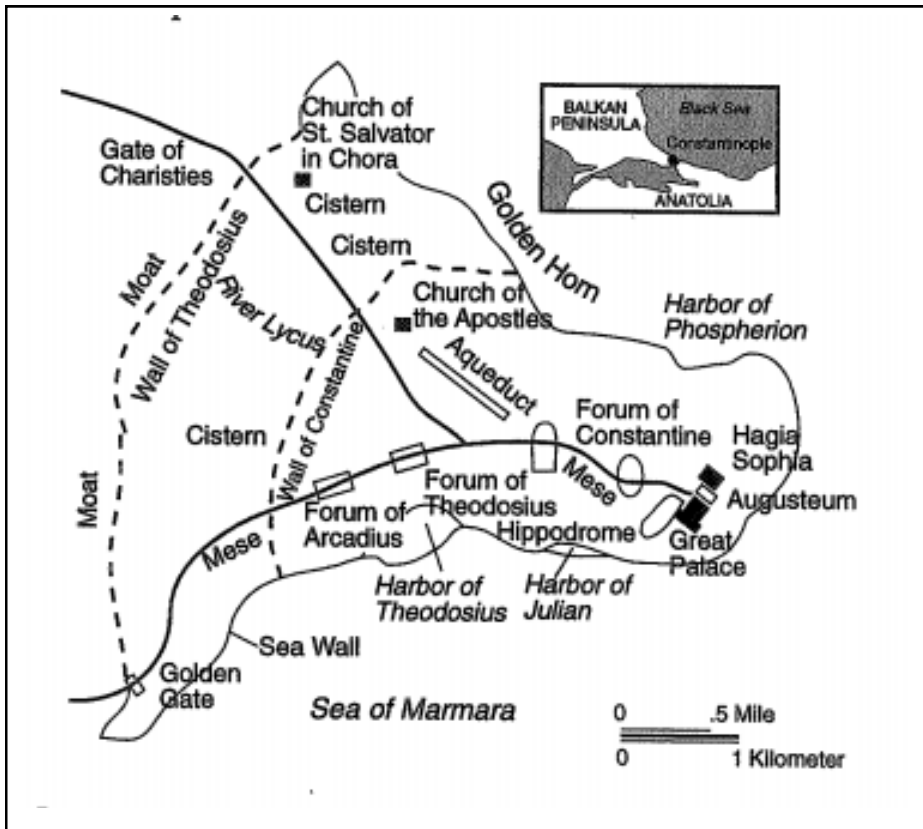 Church of
St. Salvator
in Chora
Gate of
Charisties
Cistern
Cistern
BALKAN
PENINSULA
Black Sea
Constantinople
ANATOLIA
Golden Horn
Moat
Wall of Theodosius
River Lycus
Church of
the Apostles
Harbor of
Phospherion
Wall of Constantine
Aqueduct
Cistern
Forum of
Constantine
Hagia
Sophia
Mese
Augusteum
Moat
Forum of
Theodosius
Forum of
Arcadius
Hippodrome
Great
Palace
Mese
Harbor of
Theodosius
Harbor of
Julian
Sea Wall
Golden
Gate
Sea of Marmara
0 .5 Mile
0 1 Kilometer